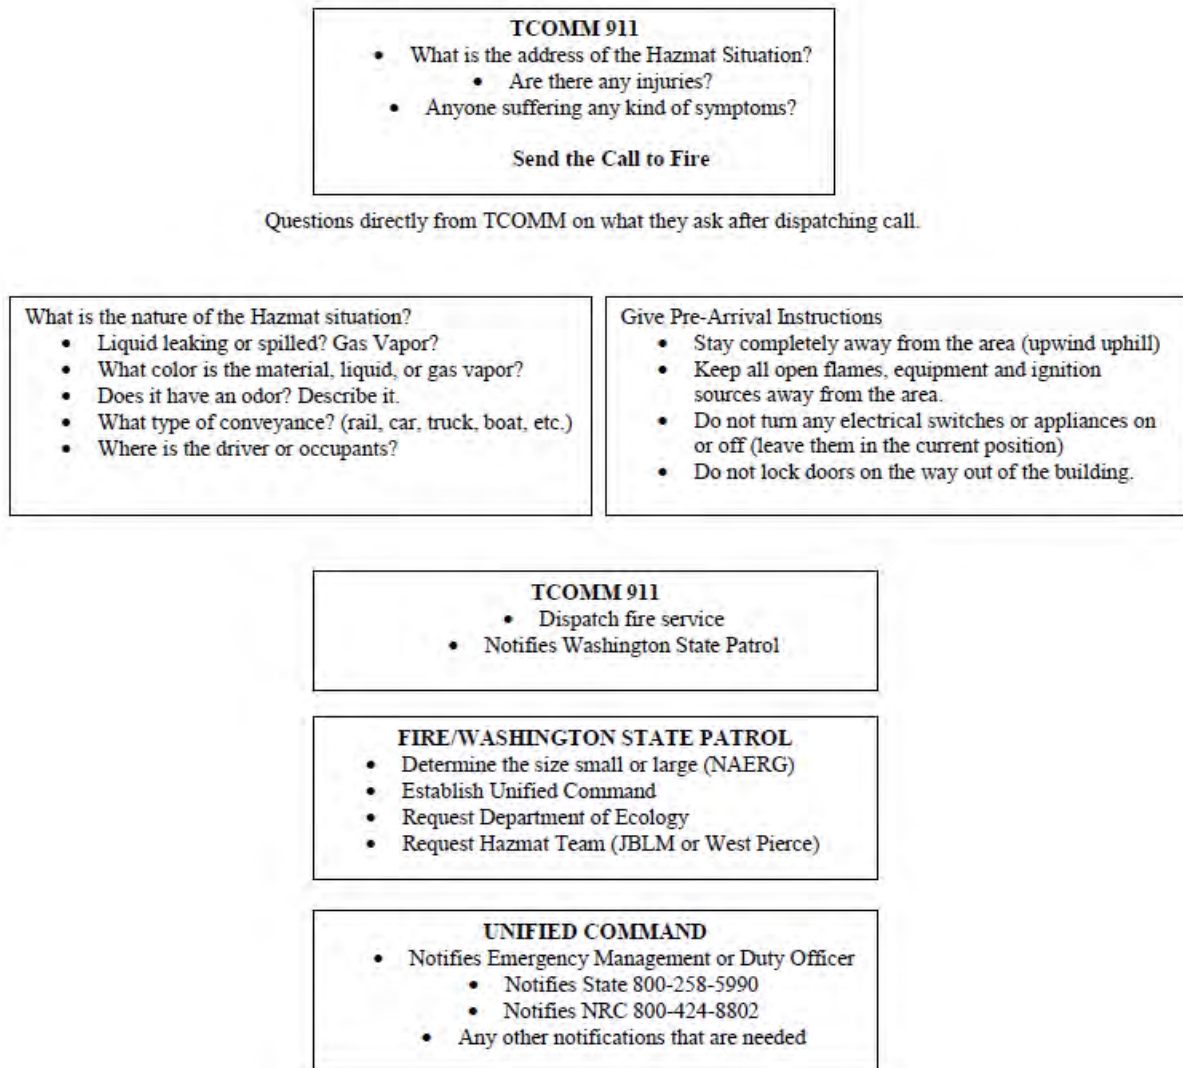 TCOMM 911
• What is the address of the Hazmat Situation?
• Are there any injuries?
• Anyone suffering any kind of symptoms?
Send the Call to Fire
Questions directly from TCOMM on what they ask after dispatching call.
What is the nature of the Hazmat situation?
• Liquid leaking or spilled? Gas Vapor?
• What color is the material, liquid, or gas vapor?
• Does it have an odor? Describe it.
• What type of conveyance? (rail, car, truck, boat, etc.)
• Where is the driver or occupants?
Give Pre-Arrival Instructions
• Stay completely away from the area (upwind uphill)
• Keep all open flames, equipment and ignition
sources away from the area.
• Do not turn any electrical switches or appliances on
or off (leave them in the current position)
• Do not lock doors on the way out of the building.
TCOMM 911
• Dispatch fire service
• Notifies Washington State Patrol
FIRE/WASHINGTON STATE PATROL
• Determine the size small or large (NAERG)
• Establish Unified Command
• Request Department of Ecology
• Request Hazmat Team (JBLM or West Pierce)
UNIFIED COMMAND
• Notifies Emergency Management or Duty Officer
• Notifies State 800-258-5990
• Notifies NRC 800-424-8802
• Any other notifications that are needed